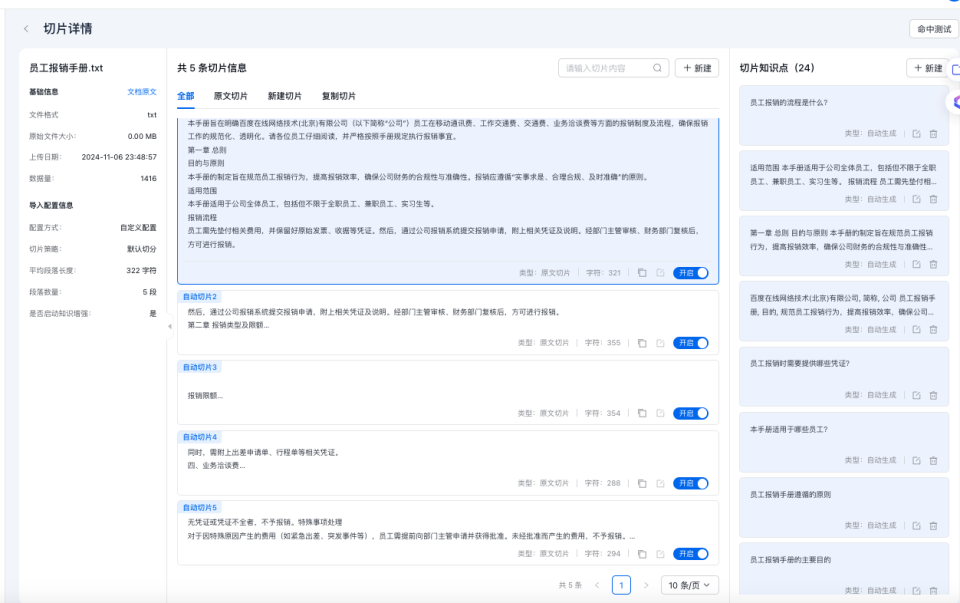 切片详情
命中测试
员工报销手册.txt
基础信息
文档原文
文件格式
txt
原始文件大小:
0.00 MB
上传日期:
2024-11-06 23:48:57
数据量:
1416
导入配置信息
配置方式:
自定义配置
切片策略:
默认切分
平均段落长度:
322 字符
段落数量:
5 段
是否启动知识增强:
是
共 5 条切片信息
请输入切片内容
+ 新建
全部 原文切片 新建切片 复制切片
本手册旨在明确百度在线网络技术(北京)有限公司（以下简称“公司”）员工在移动通讯费、工作交通费、交通费、业务洽谈费等方面的报销制度及流程，确保报销
工作的规范化、透明化。请各位员工仔细阅读，并严格按照手册规定执行报销事宜。
第一章 总则
目的与原则
本手册的制定旨在规范员工报销行为，提高报销效率，确保公司财务的合规性与准确性。报销应遵循“实事求是、合理合规、及时准确”的原则。
适用范围
本手册适用于公司全体员工，包括但不限于全职员工、兼职员工、实习生等。
报销流程
员工需先垫付相关费用，并保留好原始发票、收据等凭证。然后，通过公司报销系统提交报销申请，附上相关凭证及说明。经部门主管审核、财务部门复核后，
方可进行报销。
类型: 原文切片 字符: 321 开启
自动切片2
然后，通过公司报销系统提交报销申请，附上相关凭证及说明。经部门主管审核、财务部门复核后，方可进行报销。
第二章 报销类型及限额...
类型: 原文切片 字符: 355 开启
自动切片3
报销限额...
类型: 原文切片 字符: 354 开启
自动切片4
同时，需附上出差申请单、行程单等相关凭证。
四、业务洽谈费...
类型: 原文切片 字符: 288 开启
自动切片5
无凭证或凭证不全者，不予报销。特殊事项处理
对于因特殊原因产生的费用（如紧急出差、突发事件等），员工需提前向部门主管申请并获得批准。未经批准而产生的费用，不予报销。...
类型: 原文切片 字符: 294 开启
共 5 条 < 1 > 10 条/页
切片知识点（24）
+ 新建
员工报销的流程是什么?
类型: 自动生成
适用范围 本手册适用于公司全体员工，包括但不限于全职
员工、兼职员工、实习生等。 报销流程 员工需先垫付相...
类型: 自动生成
第一章 总则 目的与原则 本手册的制定旨在规范员工报销
行为，提高报销效率，确保公司财务的合规性与准确性...
类型: 自动生成
百度在线网络技术(北京)有限公司, 简称, 公司 员工报销手
册, 目的, 规范员工报销行为，提高报销效率，确保公司...
类型: 自动生成
员工报销时需要提供哪些凭证?
类型: 自动生成
本手册适用于哪些员工?
类型: 自动生成
员工报销手册遵循的原则
类型: 自动生成
员工报销手册的主要目的
类型: 自动生成